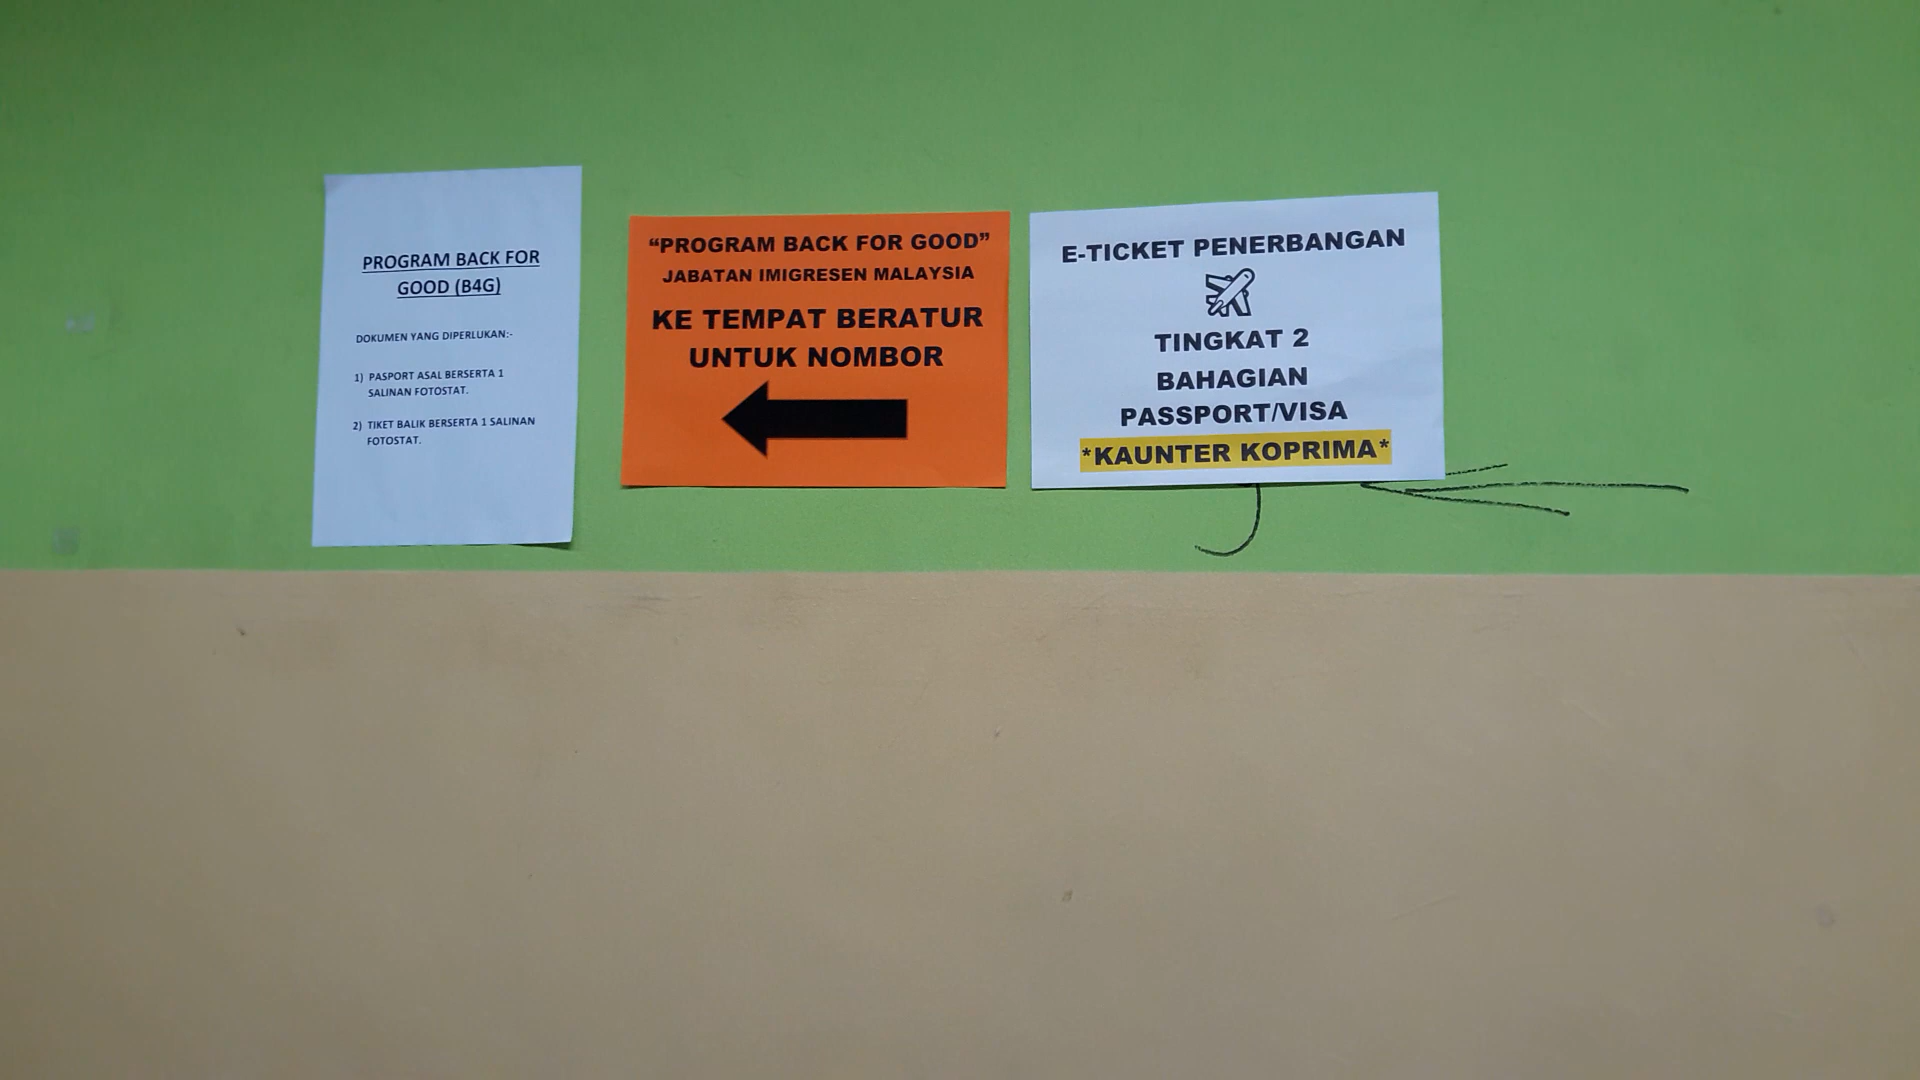 PROGRAM BACK FOR
GOOD (B4G)
DOKUMEN YANG DIPERLUKAN:-
1) PASPORT ASAL BERSERTA 1
SALINAN FOTOSTAT.
2) TIKET BALIK BERSERTA 1 SALINAN
FOTOSTAT.
“PROGRAM BACK FOR GOOD”
JABATAN IMIGRESEN MALAYSIA
KE TEMPAT BERATUR
UNTUK NOMBOR
E-TICKET PENERBANGAN
TINGKAT 2
BAHAGIAN
PASSPORT/VISA
*KAUNTER KOPRIMA*